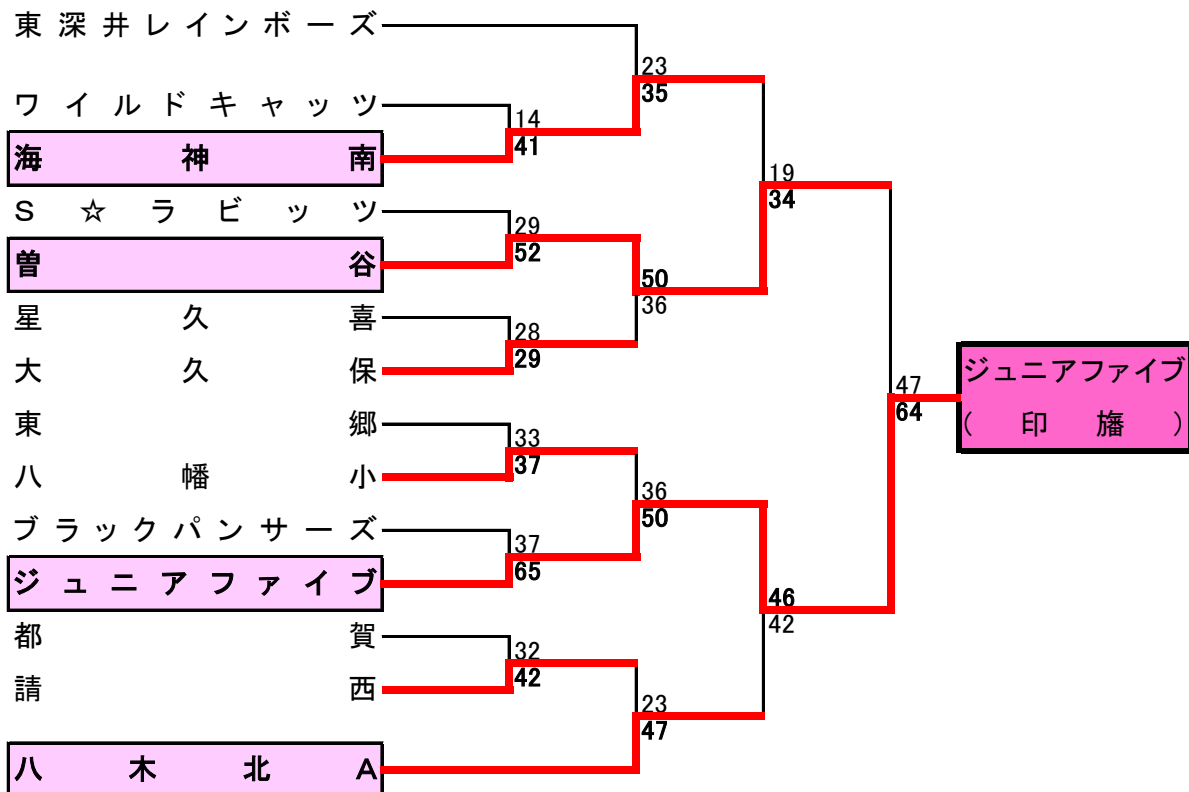 東深井レインボーズ
23
35
ワイルドキャッツ
14
41
海神南
19
34
S☆ラビッツ
29
52
曽谷
50
36
星久喜
28
29
大久保
ジュニアファイブ
(印旛)
47
64
東郷
33
37
八幡小
36
50
ブラックパンサーズ
37
65
ジュニアファイブ
46
42
都賀
32
42
請西
23
47
八木北A